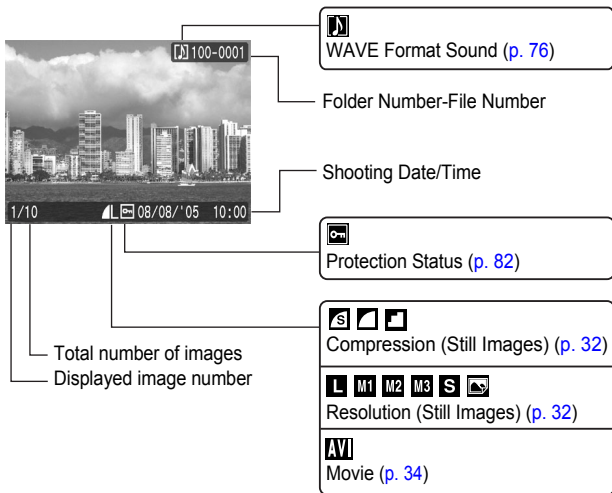 100-0001
1/10 L 08/08/'05 10:00
WAVE Format Sound (p. 76)
Folder Number-File Number
Shooting Date/Time
Protection Status (p. 82)
S
Compression (Still Images) (p. 32)
L M1 M2 M3 S
Resolution (Still Images) (p. 32)
AVI
Movie (p. 34)
Total number of images
Displayed image number